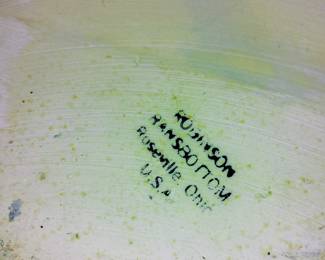 ROBINSON
RANSBOTTOM
Roseville, Ohio
U.S.A